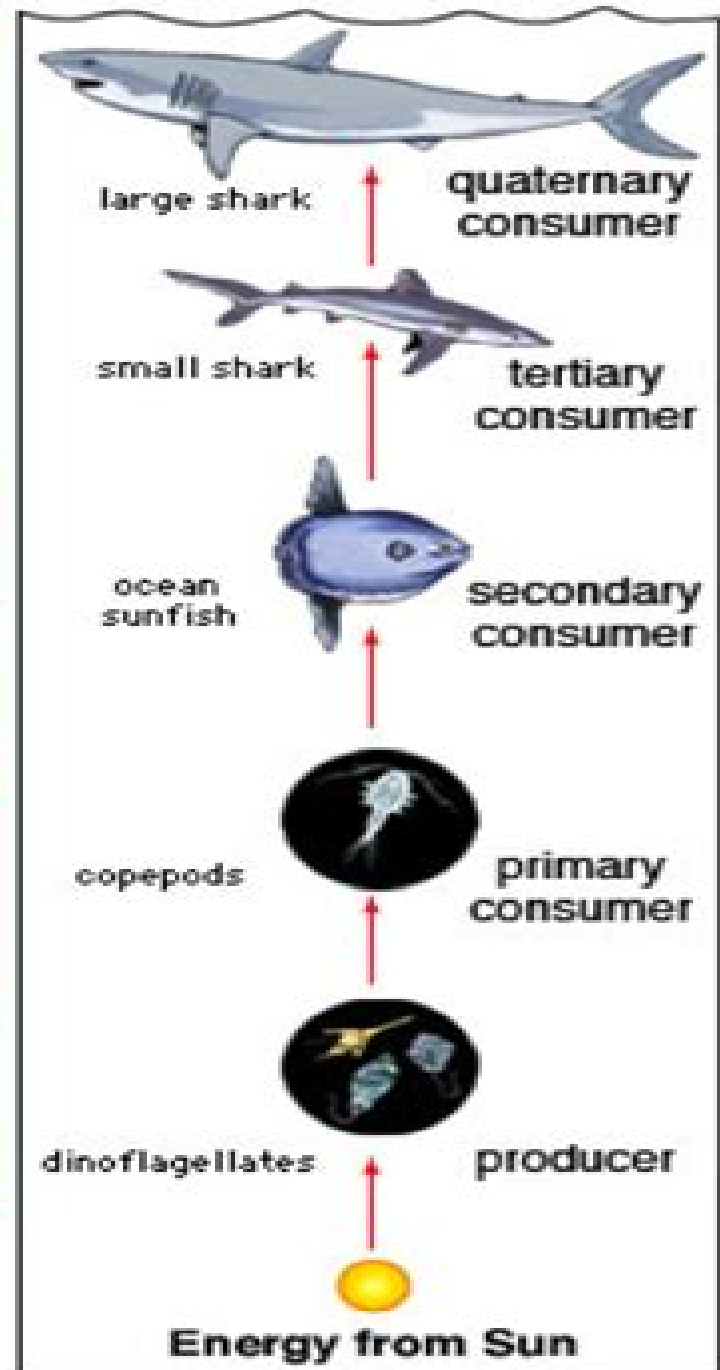 large shark
quaternary
consumer
small shark
tertiary
consumer
ocean
sunfish
secondary
consumer
copepods
primary
consumer
dinoflagellates
producer
Energy from Sun